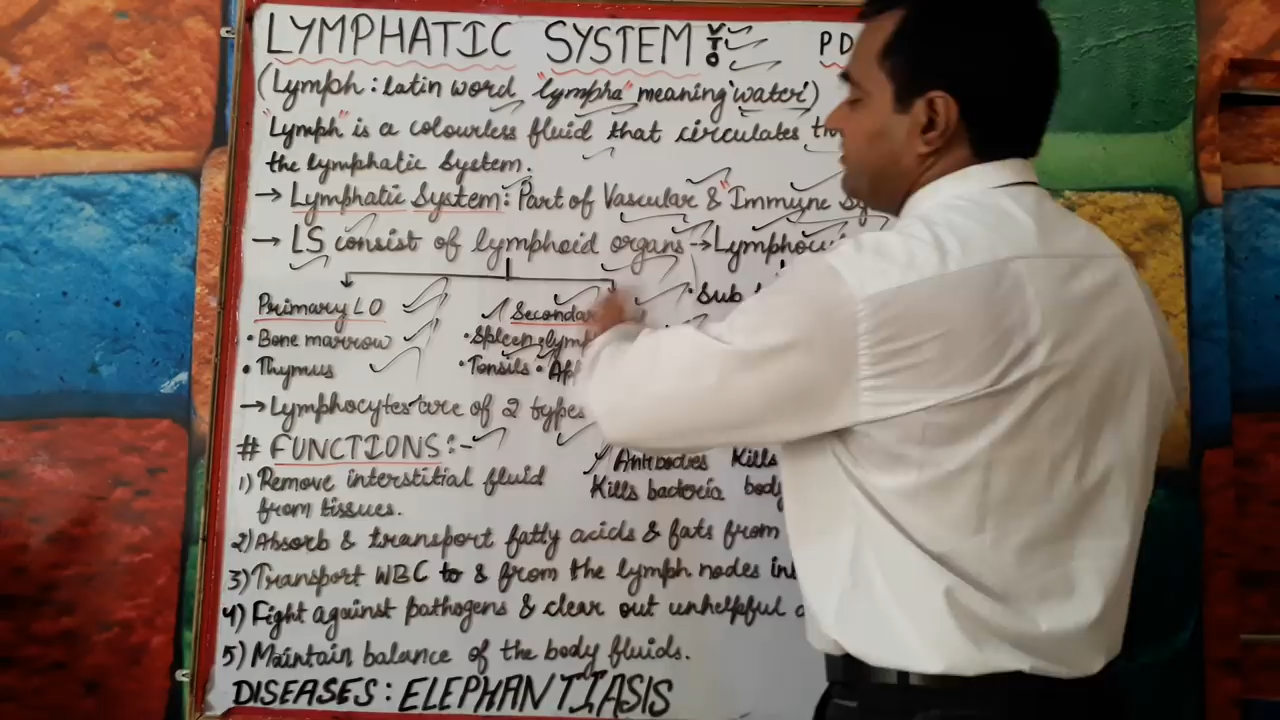 LYMPHATIC SYSTEM VTO PD
(Lymph : latin word "lympha" meaning 'water')
"Lymph" is a colourless fluid that circulates
the lymphatic System.
→ Lymphatic System: Part of Vascular & "Immune
→ LS consist of lymphoid organs →
Primary LO
• Bone marrow • Spleen
• Thymus • Tonsils •
• Sub
→ Lymphocytes are of 2 types
# FUNCTIONS:-
Antibodies Kills
Kills bacteria
1) Remove interstitial fluid
from tissues.
2) Absorb & transport fatty acids & fats from
3) Transport WBC to & from the lymph nodes
4) Fight against pathogens & clear out unhelpful
5) Maintain balance of the body fluids.
DISEASES : ELEPHANTIASIS